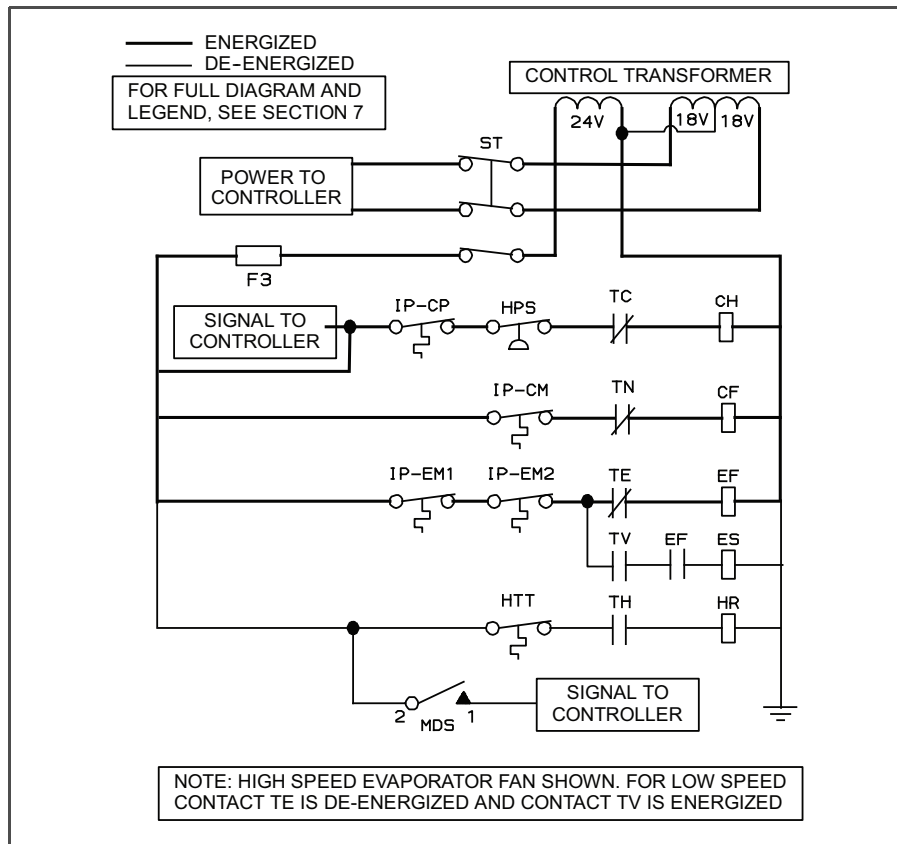 ENERGIZED
DE-ENERGIZED
FOR FULL DIAGRAM AND
LEGEND, SEE SECTION 7
CONTROL TRANSFORMER
24V
18V
18V
ST
POWER TO
CONTROLLER
F3
SIGNAL TO
CONTROLLER
IP-CP
HPS
TC
CH
IP-CM
TN
CF
IP-EM1
IP-EM2
TE
EF
TV
EF
ES
HTT
TH
HR
2
MDS
1
SIGNAL TO
CONTROLLER
NOTE: HIGH SPEED EVAPORATOR FAN SHOWN. FOR LOW SPEED
CONTACT TE IS DE-ENERGIZED AND CONTACT TV IS ENERGIZED